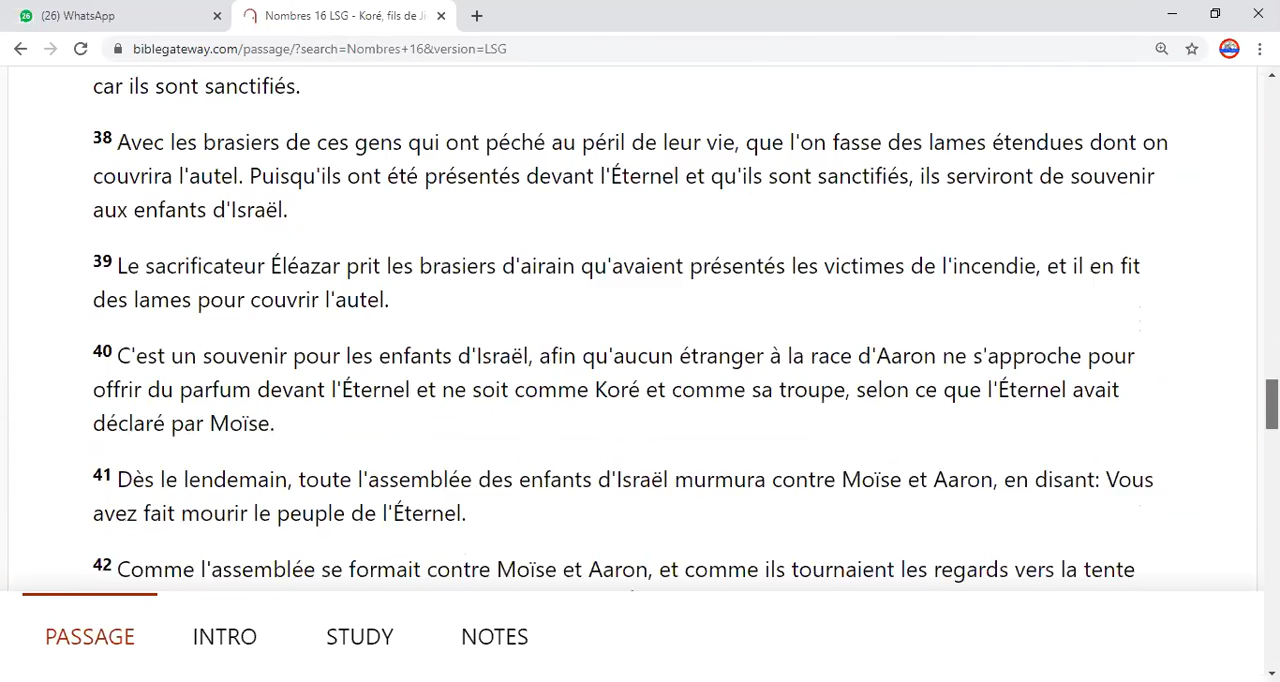 (26) WhatsApp
Nombres 16 LSG - Koré, fils de Ji
biblegateway.com/passage/?search=Nombres+16&version=LSG
car ils sont sanctifiés.
38 Avec les brasiers de ces gens qui ont péché au péril de leur vie, que l'on fasse des lames étendues dont on
couvrira l'autel. Puisqu'ils ont été présentés devant l'Éternel et qu'ils sont sanctifiés, ils serviront de souvenir
aux enfants d'Israël.
39 Le sacrificateur Éléazar prit les brasiers d'airain qu'avaient présentés les victimes de l'incendie, et il en fit
des lames pour couvrir l'autel.
40 C'est un souvenir pour les enfants d'Israël, afin qu'aucun étranger à la race d'Aaron ne s'approche pour
offrir du parfum devant l'Éternel et ne soit comme Koré et comme sa troupe, selon ce que l'Éternel avait
déclaré par Moïse.
41 Dès le lendemain, toute l'assemblée des enfants d'Israël murmura contre Moïse et Aaron, en disant: Vous
avez fait mourir le peuple de l'Éternel.
42 Comme l'assemblée se formait contre Moïse et Aaron, et comme ils tournaient les regards vers la tente
PASSAGE INTRO STUDY NOTES